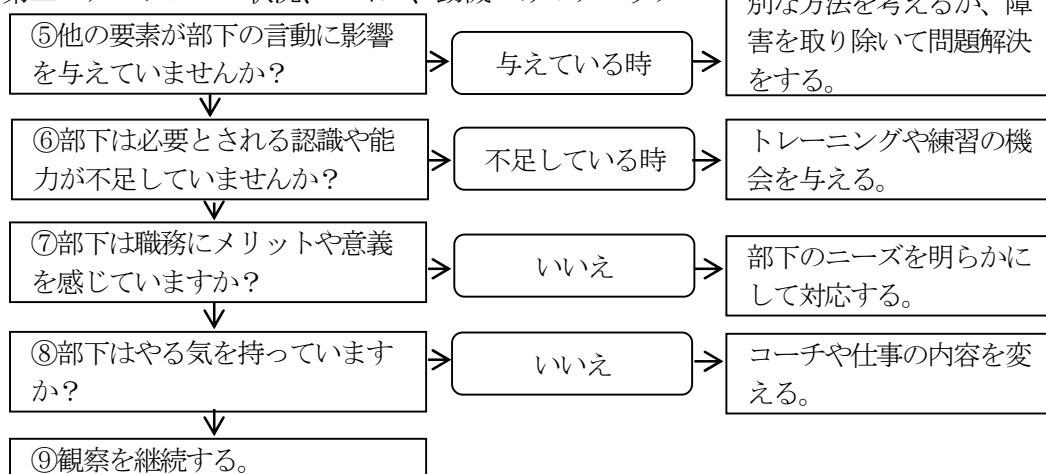 別な方法を考えるか、障
害を取り除いて問題解決
をする。
⑤他の要素が部下の言動に影響
を与えていませんか？
与えている時
⑥部下は必要とされる認識や能
力が不足していませんか？
不足している時
トレーニングや練習の機
会を与える。
⑦部下は職務にメリットや意義
を感じていますか？
いいえ
部下のニーズを明らかに
して対応する。
⑧部下はやる気を持っています
か？
いいえ
コーチや仕事の内容を変
える。
⑨観察を継続する。